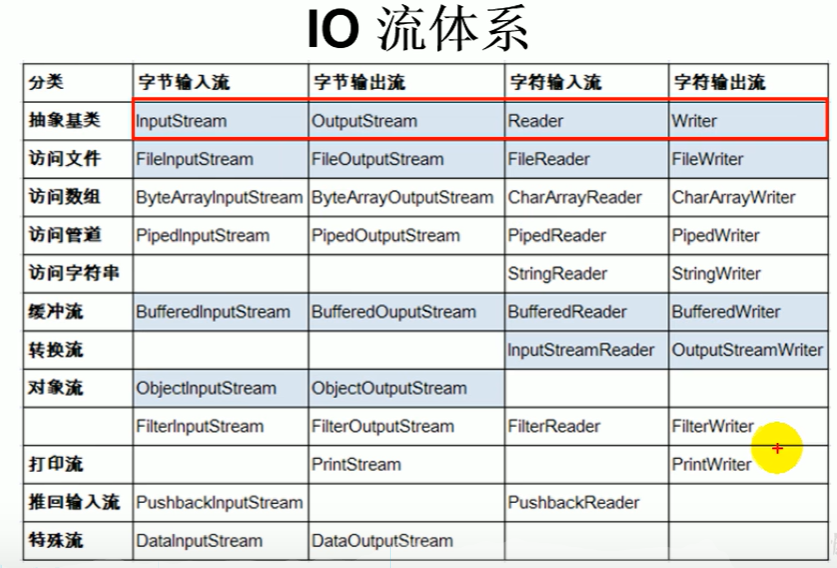 IO 流体系
分类 字节输入流 字节输出流 字符输入流 字符输出流
抽象基类 InputStream OutputStream Reader Writer
访问文件 FileInputStream FileOutputStream FileReader FileWriter
访问数组 ByteArrayInputStream ByteArrayOutputStream CharArrayReader CharArrayWriter
访问管道 PipedInputStream PipedOutputStream PipedReader PipedWriter
访问字符串 StringReader StringWriter
缓冲流 BufferedInputStream BufferedOuputStream BufferedReader BufferedWriter
转换流 InputStreamReader OutputStreamWriter
对象流 ObjectInputStream ObjectOutputStream
FilterInputStream FilterOutputStream FilterReader FilterWriter
打印流 PrintStream PrintWriter
推回输入流 PushbackInputStream PushbackReader
特殊流 DataInputStream DataOutputStream